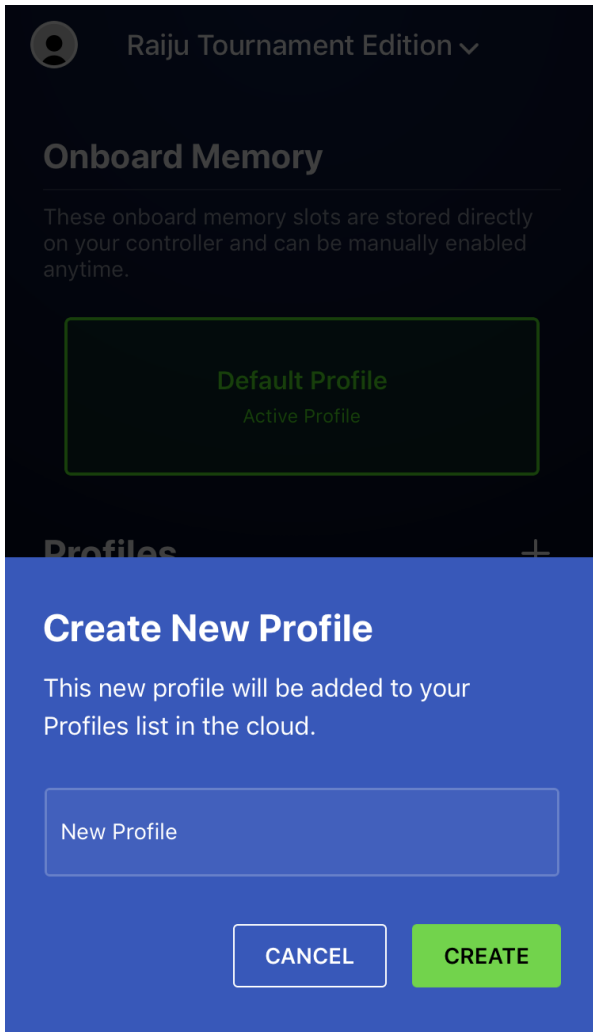 Raiju Tournament Edition
Onboard Memory
These onboard memory slots are stored directly
on your controller and can be manually enabled
anytime.
Default Profile
Active Profile
Profiles
Create New Profile
This new profile will be added to your
Profiles list in the cloud.
New Profile
CANCEL CREATE